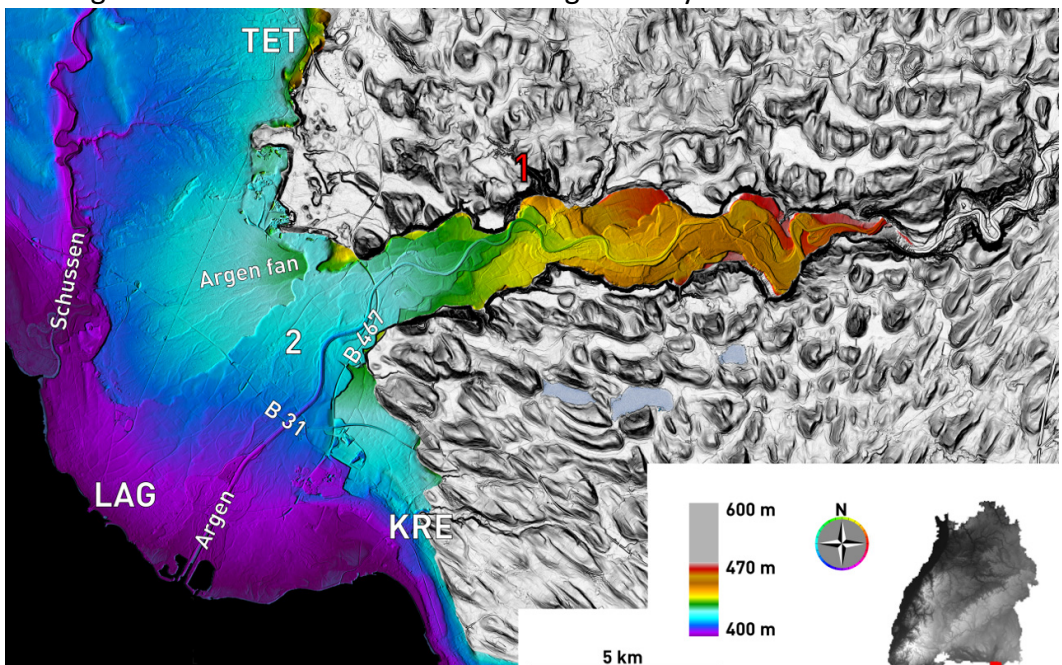 TET
1
Schussen
Argen fan
2
B 467
B 31
LAG
Argen
KRE
600 m
N
470 m
400 m
5 km